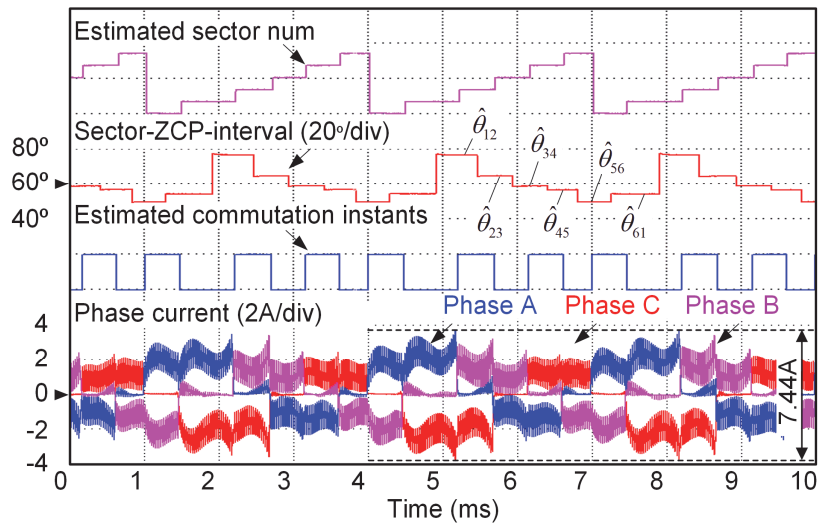 Estimated sector num
Sector-ZCP-interval (20º/div)
80º
60º
40º
θ̂₁₂
θ̂₃₄
θ̂₅₆
θ̂₂₃
θ̂₄₅
θ̂₆₁
Estimated commutation instants
Phase current (2A/div)
Phase A
Phase C
Phase B
4
2
0
-2
-4
7.44A
0 1 2 3 4 5 6 7 8 9 10
Time (ms)